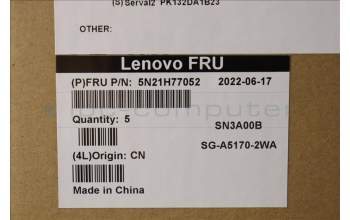 (S) Serval2 PK132DA1B23
OTHER:
Lenovo FRU
(P)FRU P/N: 5N21H77052 2022-06-17
Quantity: 5
SN3A00B
SG-A5170-2WA
(4L)Origin: CN
Made in China